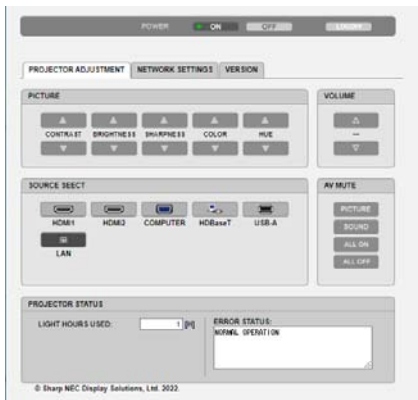 POWER ON OFF LOGOFF
PROJECTOR ADJUSTMENT NETWORK SETTINGS VERSION
PICTURE
CONTRAST BRIGHTNESS SHARPNESS COLOR HUE
VOLUME
--
SOURCE SEECT
HDMI1 HDMI2 COMPUTER HDBaseT USB-A
LAN
AV MUTE
PICTURE
SOUND
ALL ON
ALL OFF
PROJECTOR STATUS
LIGHT HOURS USED: 1 [H]
ERROR STATUS:
NORMAL OPERATION
© Sharp NEC Display Solutions, Ltd. 2022.